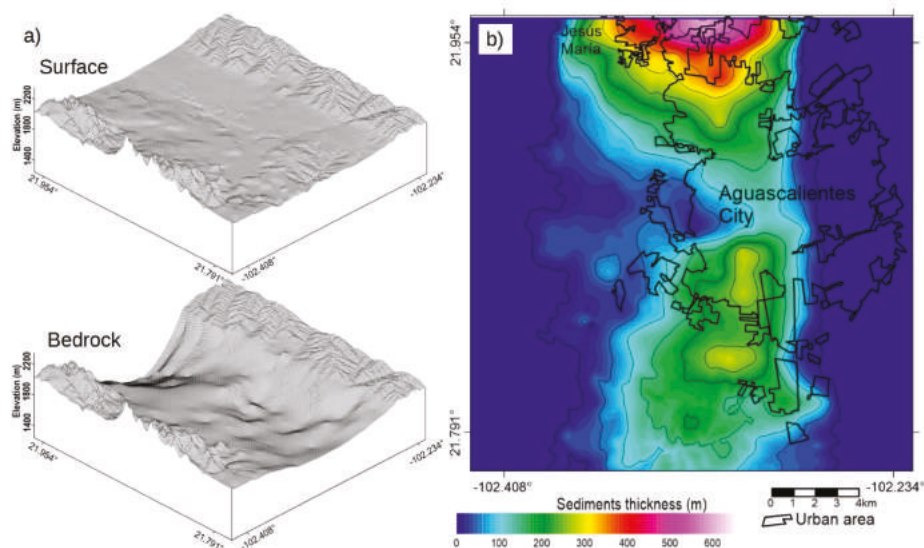 a)
Surface
Elevation (m)
2200
1800
1400
21.954°
-102.234°
21.791°
-102.408°
Bedrock
Elevation (m)
2200
1800
1400
21.954°
-102.234°
21.791°
-102.408°
b)
Jesús
María
21.954°
Aguascalientes
City
21.791°
-102.408°
-102.234°
Sediments thickness (m)
0 100 200 300 400 500 600
0 1 2 3 4km
Urban area